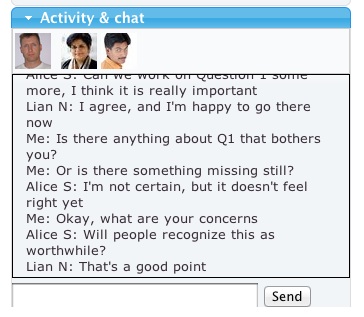 Activity & chat
Alice S: Can we work on Question 1 some
more, I think it is really important
Lian N: I agree, and I'm happy to go there
now
Me: Is there anything about Q1 that bothers
you?
Me: Or is there something missing still?
Alice S: I'm not certain, but it doesn't feel
right yet
Me: Okay, what are your concerns
Alice S: Will people recognize this as
worthwhile?
Lian N: That's a good point
Send